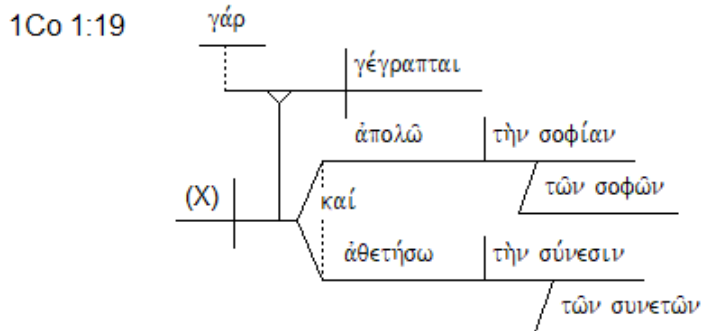 1Co 1:19
γάρ
γέγραπται
ἀπολῶ τὴν σοφίαν
τῶν σοφῶν
(X) καί
ἀθετήσω τὴν σύνεσιν
τῶν συνετῶν